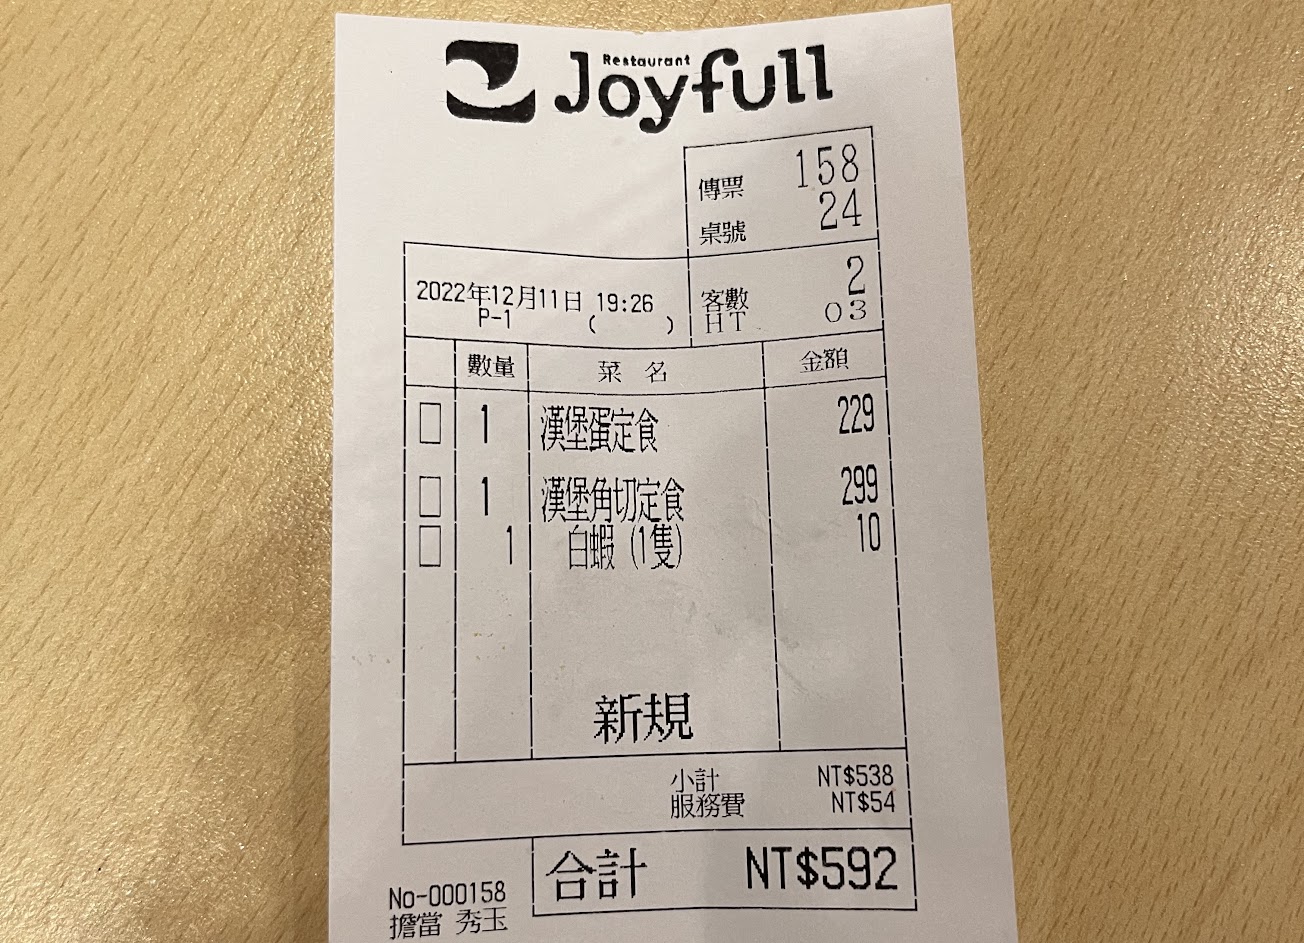 Restaurant
Joyfull
傳票 158
桌號 24
2022年12月11日 19:26
P-1 ( )
客數 2
HT 03
數量 菜 名 金額
1 漢堡蛋定食 229
1 漢堡角切定食 299
1 白蝦 (1隻) 10
新規
小計 NT$538
服務費 NT$54
合計 NT$592
No-000158
擔當 秀玉